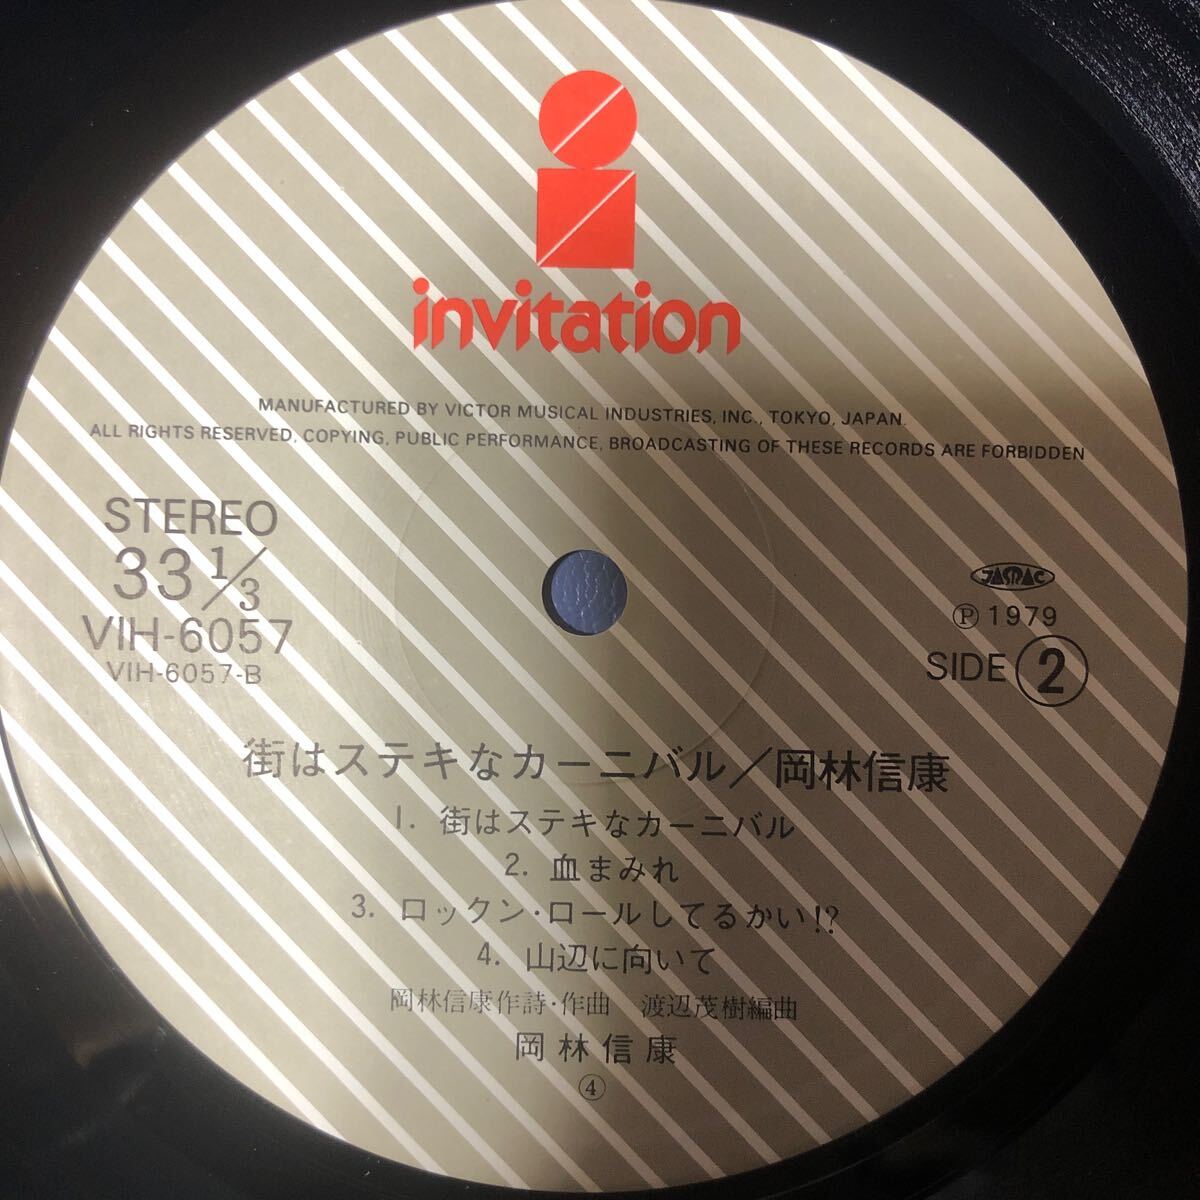 invitation
MANUFACTURED BY VICTOR MUSICAL INDUSTRIES, INC., TOKYO, JAPAN.
ALL RIGHTS RESERVED, COPYING, PUBLIC PERFORMANCE, BROADCASTING OF THESE RECORDS ARE FORBIDDEN
STEREO
33 1/3
VIH-6057
VIH-6057-B
JASRAC
Ⓟ 1979
SIDE ②
街はステキなカーニバル／岡林信康
1. 街はステキなカーニバル
2. 血まみれ
3. ロックン・ロールしてるかい!?
4. 山辺に向いて
岡林信康作詩・作曲 渡辺茂樹編曲
岡林信康
④